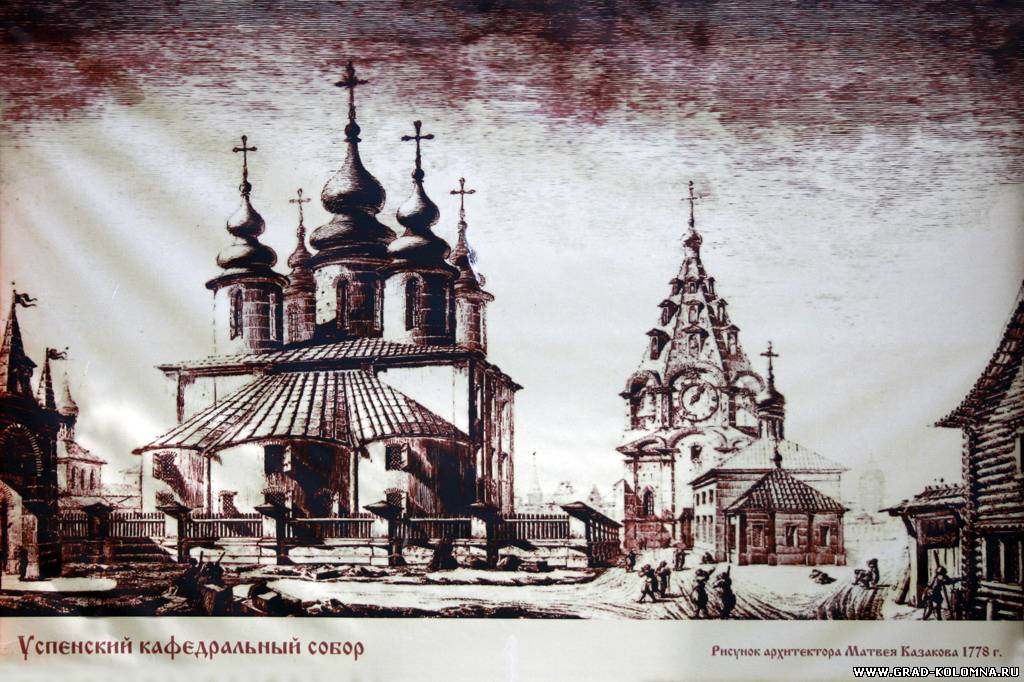 Успенский кафедральный собор
Рисунок архитектора Матвея Казакова 1778 г.
WWW.GRAD-KOLOMNA.RU